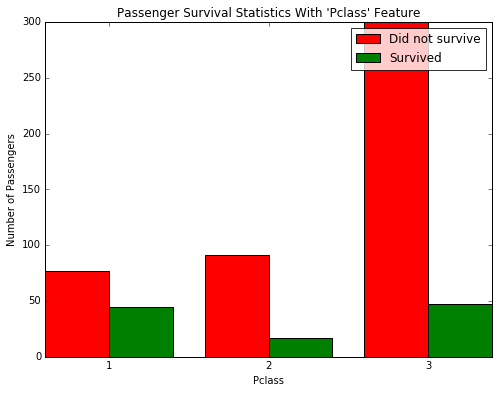 Passenger Survival Statistics With 'Pclass' Feature
Did not survive
Survived
Number of Passengers
300
250
200
150
100
50
0
1 2 3
Pclass